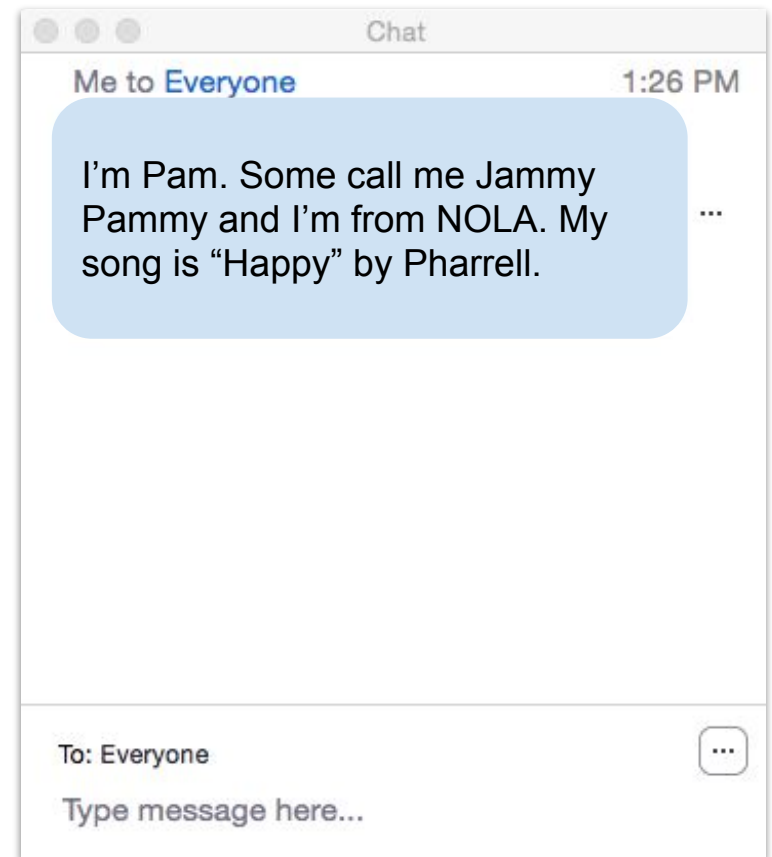 Chat
Me to Everyone 1:26 PM
I’m Pam. Some call me Jammy
Pammy and I’m from NOLA. My
song is “Happy” by Pharrell.
...
To: Everyone
...
Type message here...